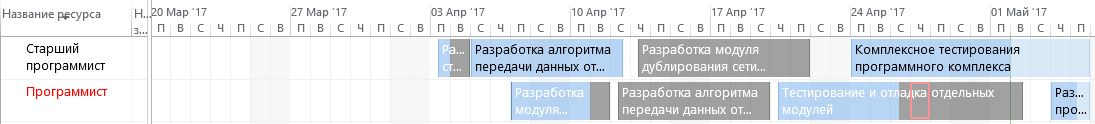 Название ресурса Н... 20 Мар '17 27 Мар '17 03 Апр '17 10 Апр '17 17 Апр '17 24 Апр '17 01 Май '17
з... П В С Ч П С В П В С Ч П С В П В С Ч П С В П В С Ч П С В П В С Ч П С В П В С Ч П С В П В С Ч П
Старший
программист
Ра...
ст...
Разработка алгоритма
передачи данных от...
Разработка модуля
дублирования сети...
Комплексное тестирования
программного комплекса
Программист
Разработка
модуля...
Разработка алгоритма
передачи данных от...
Тестирование и отладка отдельных
модулей
Раз...
про...